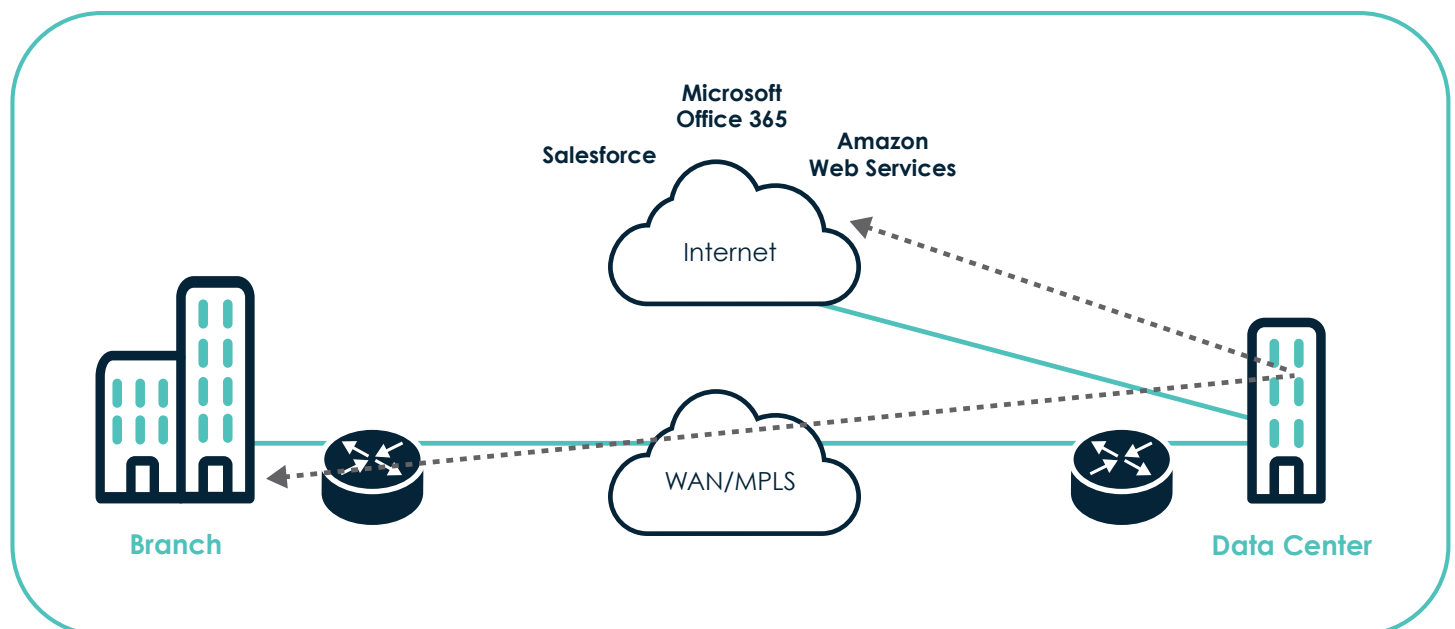 Microsoft
Office 365
Salesforce
Amazon
Web Services
Internet
WAN/MPLS
Branch
Data Center